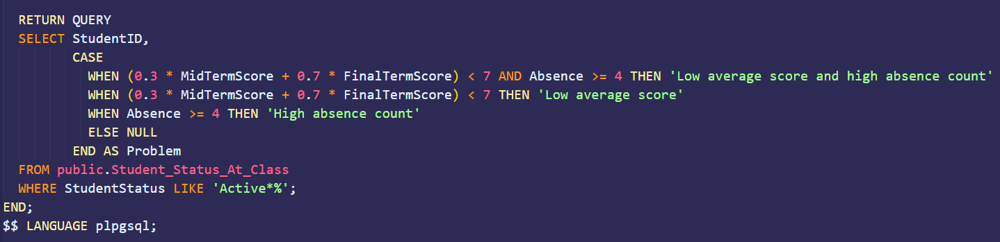 RETURN QUERY
SELECT StudentID,
CASE
WHEN (0.3 * MidTermScore + 0.7 * FinalTermScore) < 7 AND Absence >= 4 THEN 'Low average score and high absence count'
WHEN (0.3 * MidTermScore + 0.7 * FinalTermScore) < 7 THEN 'Low average score'
WHEN Absence >= 4 THEN 'High absence count'
ELSE NULL
END AS Problem
FROM public.Student_Status_At_Class
WHERE StudentStatus LIKE 'Active*%';
END;
$$ LANGUAGE plpgsql;